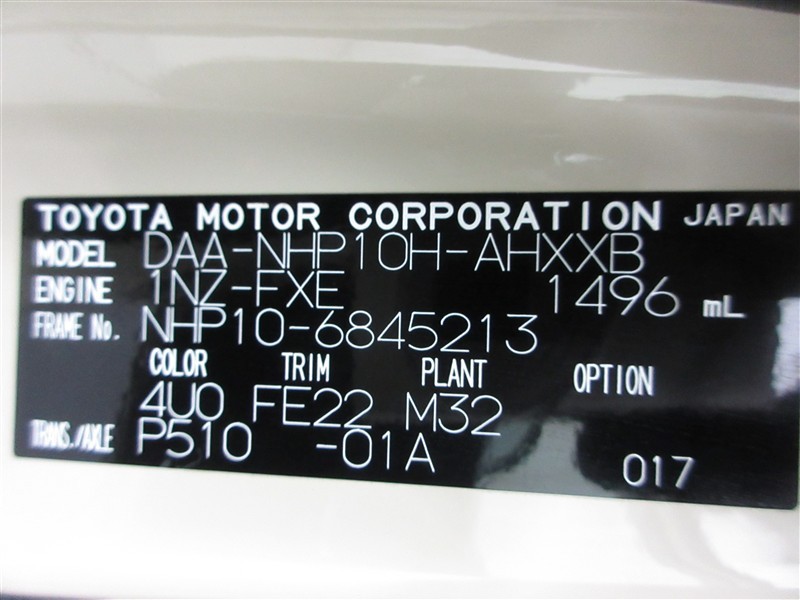 TOYOTA MOTOR CORPORATION JAPAN
MODEL DAA-NHP10H-AHXXB
ENGINE 1NZ-FXE 1496 mL
FRAME No. NHP10-6845213
COLOR TRIM PLANT OPTION
4U0 FE22 M32
TRANS./AXLE P510 -01A 017